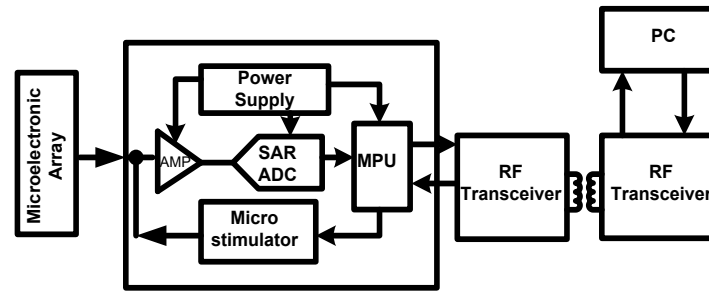 Microelectronic
Array
Power
Supply
AMP
SAR
ADC
MPU
Micro
stimulator
RF
Transceiver
PC
RF
Transceiver